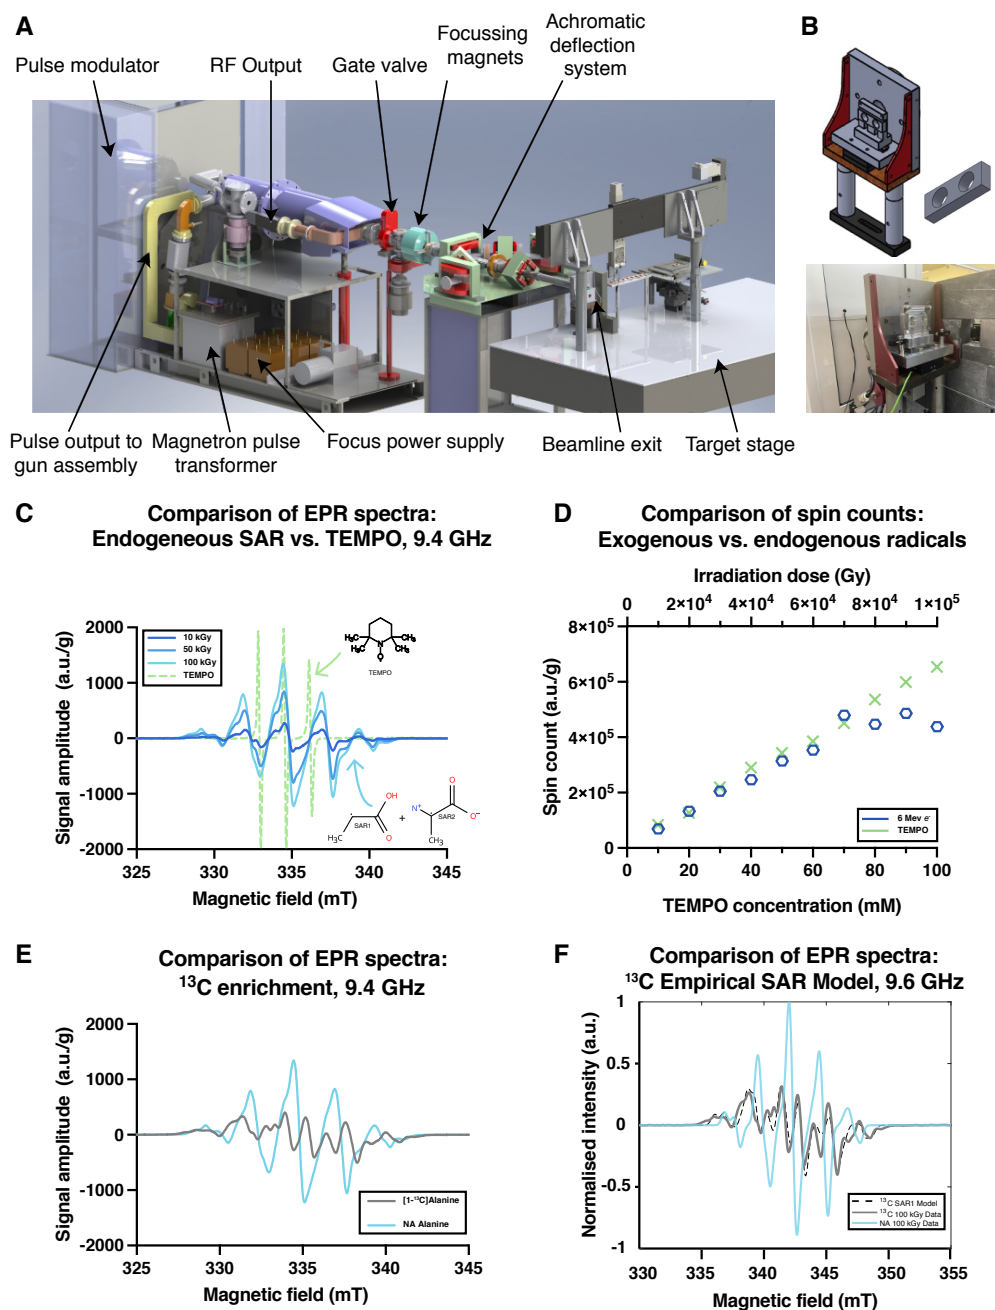 A
Pulse modulator
RF Output
Gate valve
Focussing
magnets
Achromatic
deflection
system
B
Pulse output to
gun assembly
Magnetron pulse
transformer
Focus power supply
Beamline exit
Target stage
C
Comparison of EPR spectra:
Endogeneous SAR vs. TEMPO, 9.4 GHz
Signal amplitude (a.u./g)
2000
1000
0
-1000
-2000
10 kGy
50 kGy
100 kGy
TEMPO
H₃C
CH₃
H₃C
N
CH₃
O
TEMPO
OH
SAR1
H₃C
O
+
N⁺
O
SAR2
O⁻
CH₃
325
330
335
340
345
Magnetic field (mT)
D
Comparison of spin counts:
Exogenous vs. endogenous radicals
Irradiation dose (Gy)
0
2×10⁴
4×10⁴
6×10⁴
8×10⁴
1×10⁵
Spin count (a.u./g)
8×10⁵
6×10⁵
4×10⁵
2×10⁵
0
6 Mev e⁻
TEMPO
0
20
40
60
80
100
TEMPO concentration (mM)
E
Comparison of EPR spectra:
¹³C enrichment, 9.4 GHz
Signal amplitude (a.u./g)
2000
1000
0
-1000
-2000
[1-¹³C]Alanine
NA Alanine
325
330
335
340
345
Magnetic field (mT)
F
Comparison of EPR spectra:
¹³C Empirical SAR Model, 9.6 GHz
Normalised intensity (a.u.)
1
0.5
0
-0.5
-1
¹³C SAR1 Model
¹³C 100 kGy Data
NA 100 kGy Data
330
335
340
345
350
355
Magnetic field (mT)